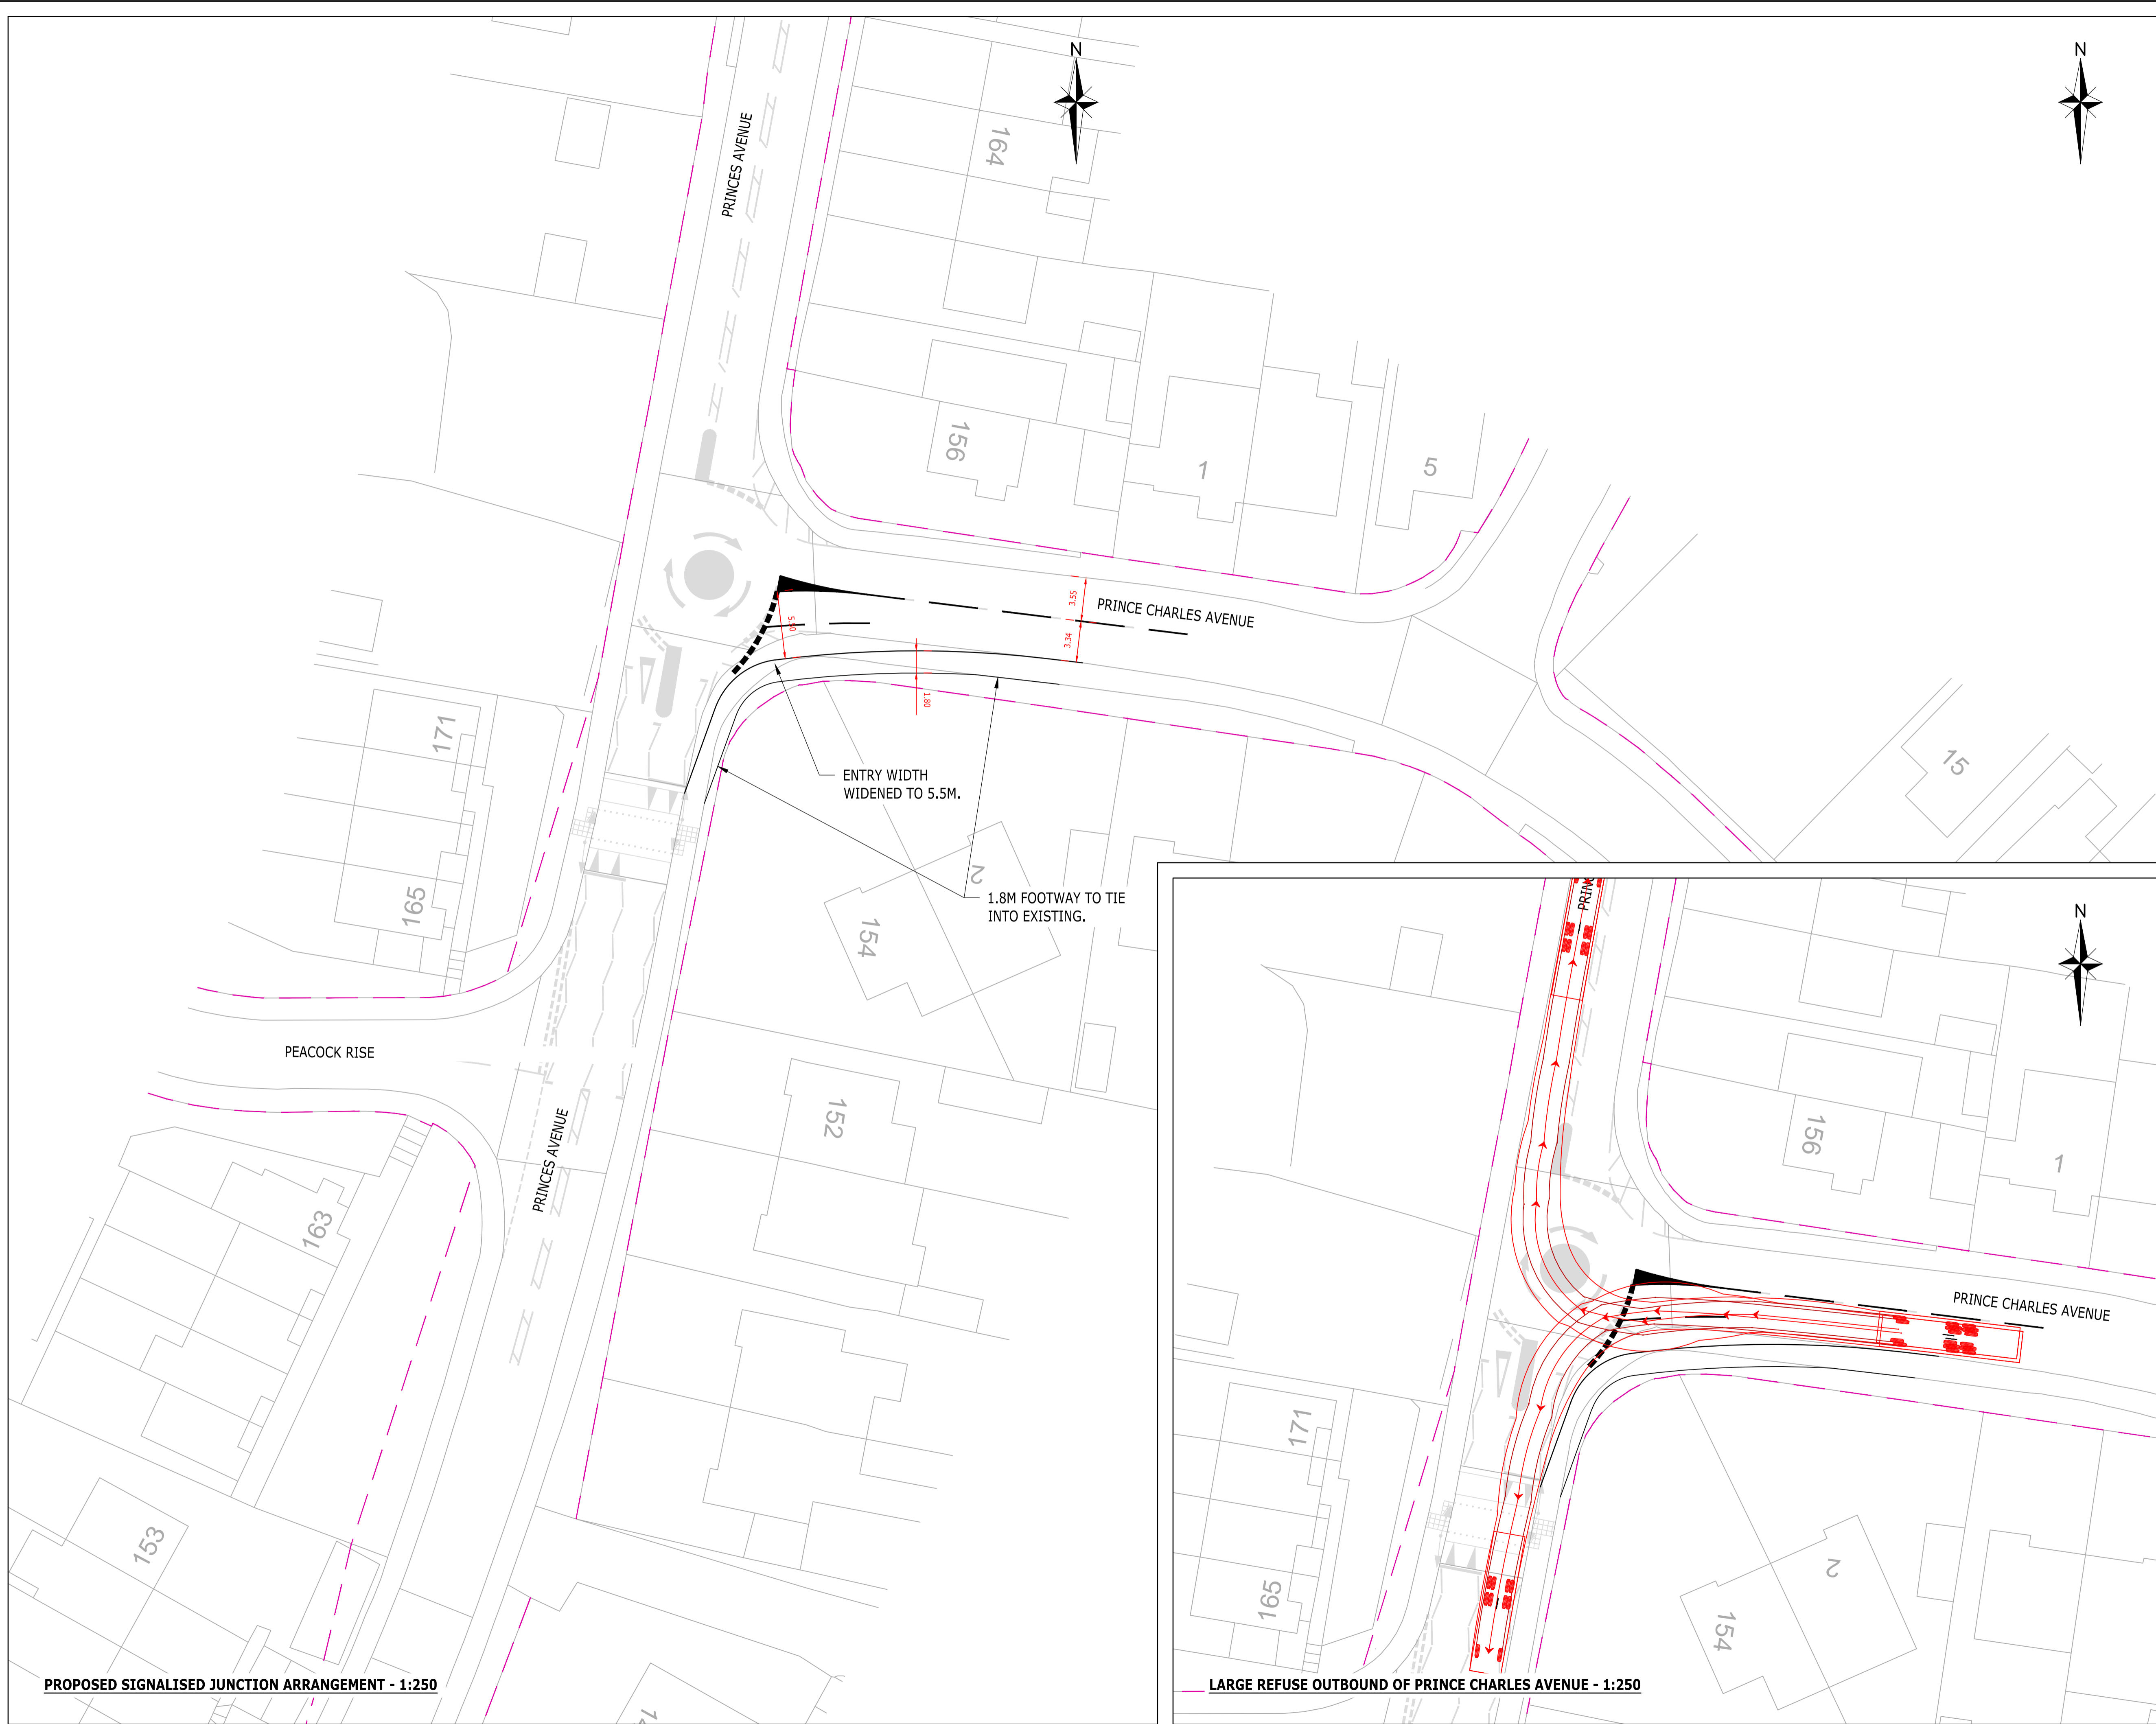 N
N
PRINCES AVENUE
164
156
1
5
3.55
PRINCE CHARLES AVENUE
5.50
3.34
1.80
171
ENTRY WIDTH
WIDENED TO 5.5M.
15
165
2
1.8M FOOTWAY TO TIE
INTO EXISTING.
154
PEACOCK RISE
152
PRINCES AVENUE
163
153
PROPOSED SIGNALISED JUNCTION ARRANGEMENT - 1:250
N
156
1
PRINCE CHARLES AVENUE
171
165
2
154
LARGE REFUSE OUTBOUND OF PRINCE CHARLES AVENUE - 1:250